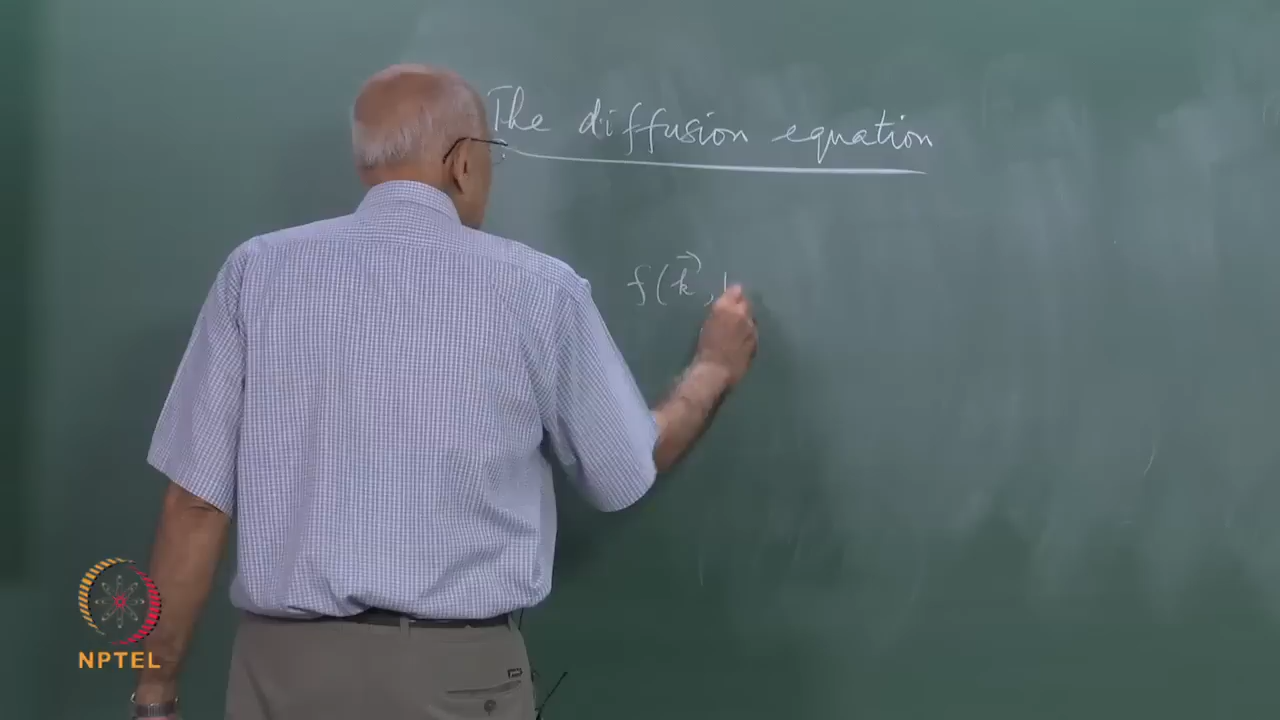 The diffusion equation
f(k⃗,
NPTEL